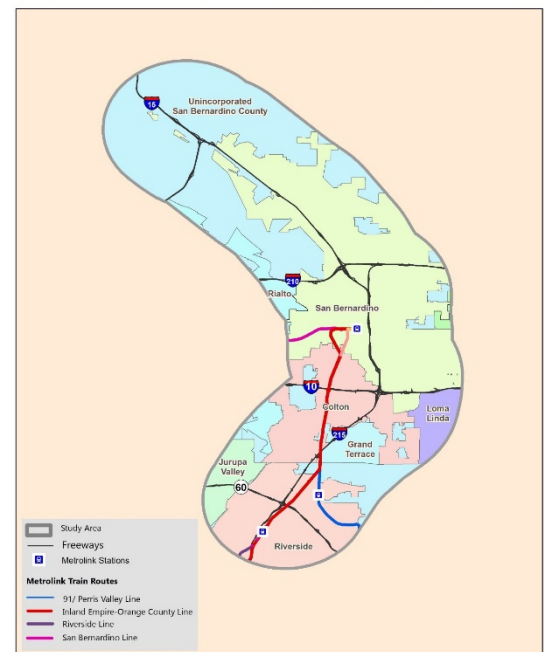 15
Unincorporated
San Bernardino County
210
Rialto
San Bernardino
10
Colton
Loma
Linda
215
Grand
Terrace
Jurupa
Valley
60
Riverside
Study Area
Freeways
Metrolink Stations
Metrolink Train Routes
91/ Perris Valley Line
Inland Empire-Orange County Line
Riverside Line
San Bernardino Line